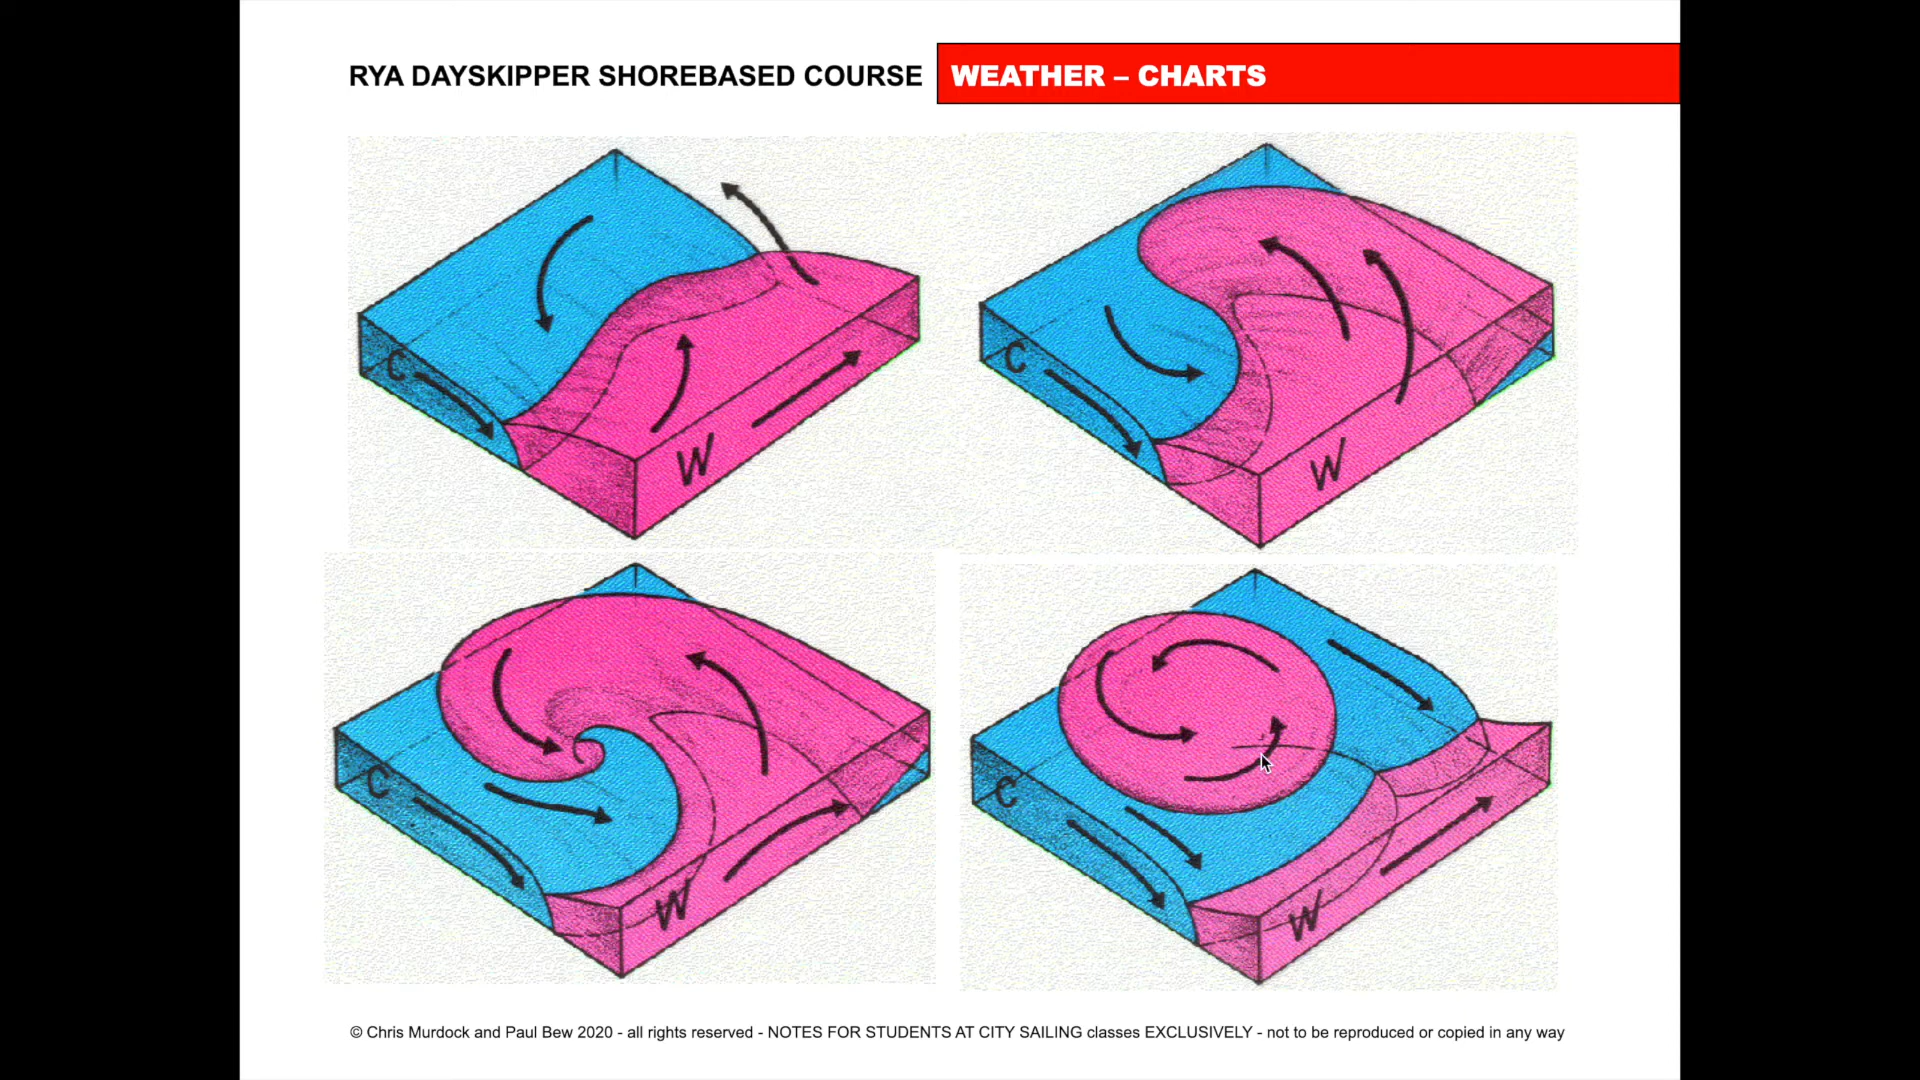 RYA DAYSKIPPER SHOREBASED COURSE
WEATHER – CHARTS
C
W
C
W
C
W
C
W
© Chris Murdock and Paul Bew 2020 - all rights reserved - NOTES FOR STUDENTS AT CITY SAILING classes EXCLUSIVELY - not to be reproduced or copied in any way